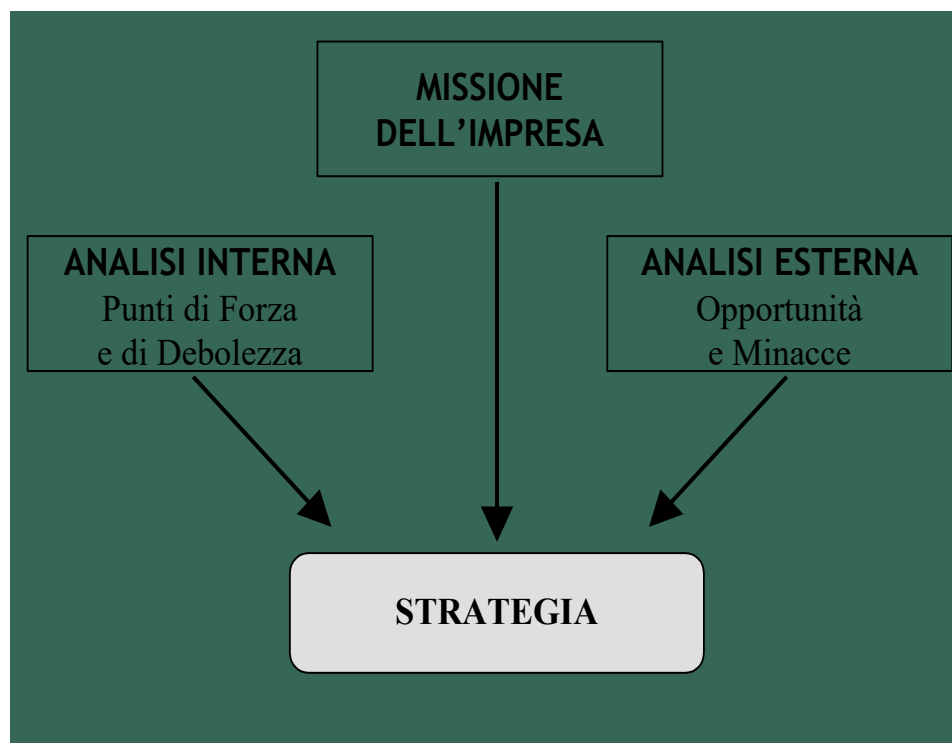 MISSIONE
DELL’IMPRESA
ANALISI INTERNA
Punti di Forza
e di Debolezza
ANALISI ESTERNA
Opportunità
e Minacce
STRATEGIA